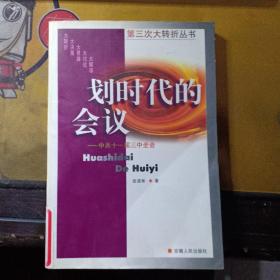 第三次大转折丛书
划时代的
会议
——中共十一届三中全会
Huashidai
De Huiyi
著
安徽人民出版社